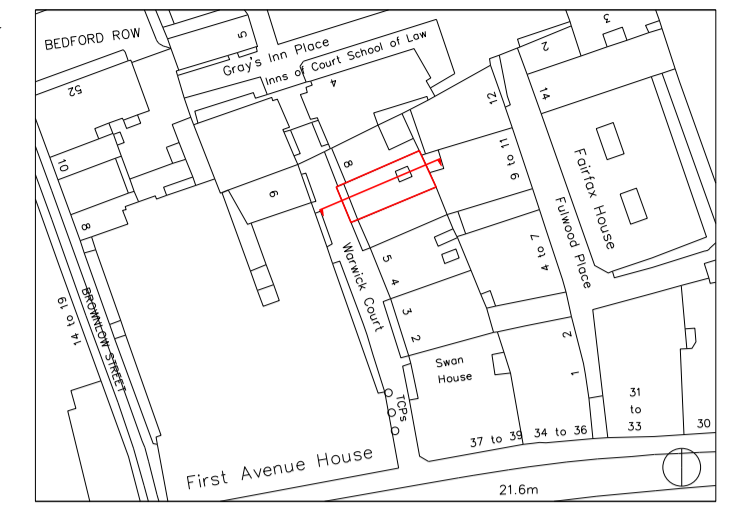 BEDFORD ROW
5
Gray's Inn Place
Inns of Court School of Law
4
2
3
52
12
14
10
8
9 to 11
Fairfax House
6
8
Fulwood Place
Warwick Court
5
4
4 to 7
BROWNLOW STREET
14 to 19
3
2
2
1
Swan
House
TCPs
31
to
33
30
37 to 39
34 to 36
First Avenue House
21.6m